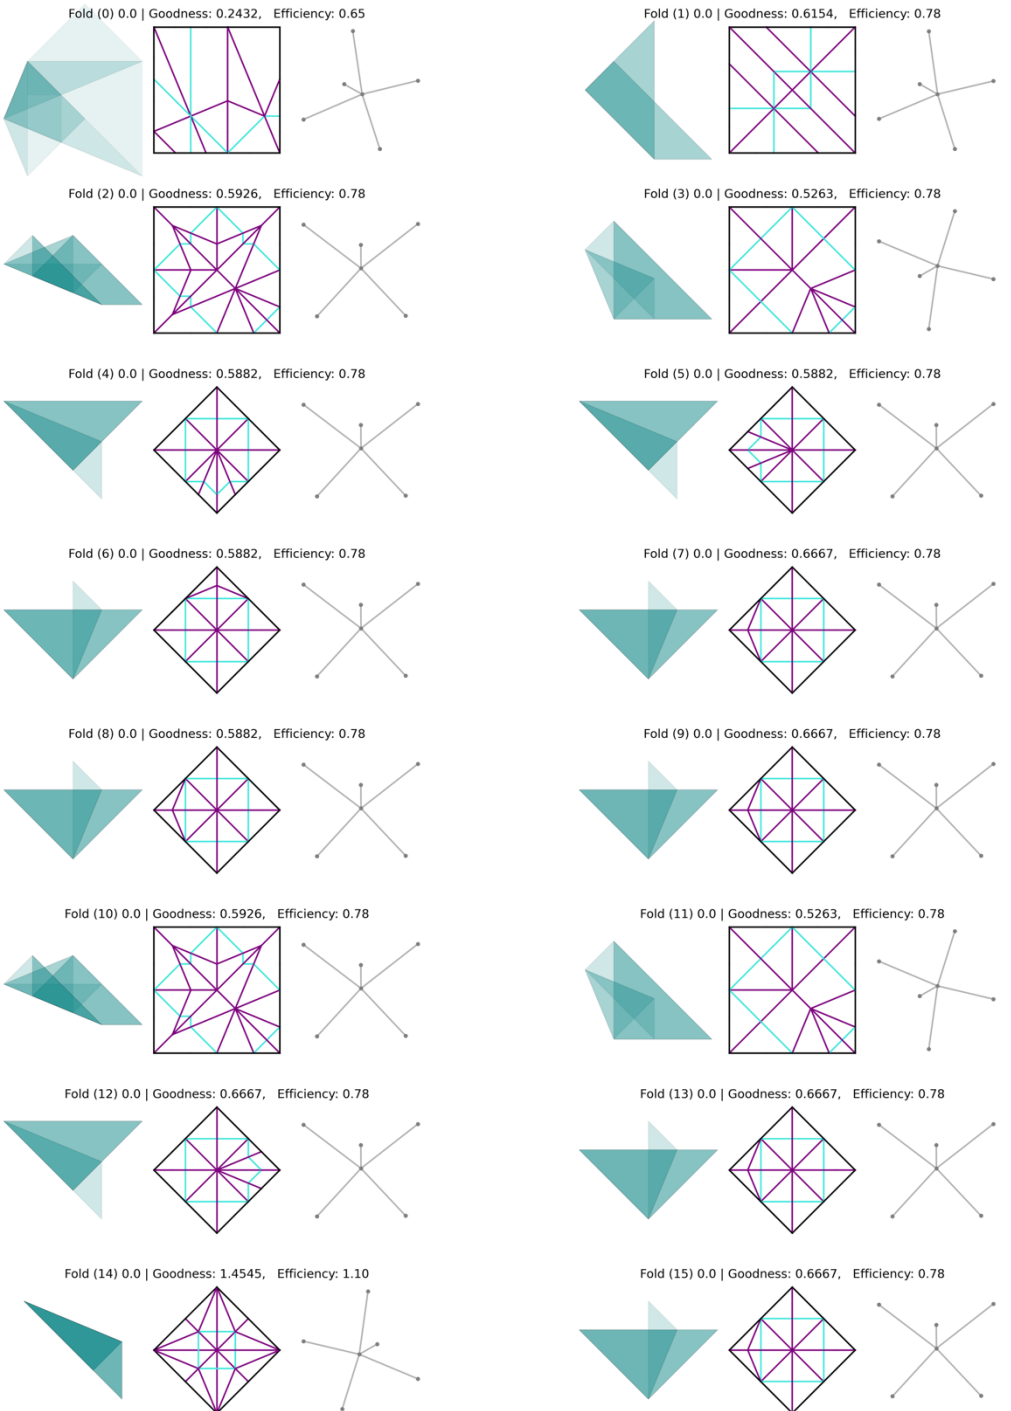 Fold (0) 0.0 | Goodness: 0.2432,   Efficiency: 0.65
Fold (1) 0.0 | Goodness: 0.6154,   Efficiency: 0.78
Fold (2) 0.0 | Goodness: 0.5926,   Efficiency: 0.78
Fold (3) 0.0 | Goodness: 0.5263,   Efficiency: 0.78
Fold (4) 0.0 | Goodness: 0.5882,   Efficiency: 0.78
Fold (5) 0.0 | Goodness: 0.5882,   Efficiency: 0.78
Fold (6) 0.0 | Goodness: 0.5882,   Efficiency: 0.78
Fold (7) 0.0 | Goodness: 0.6667,   Efficiency: 0.78
Fold (8) 0.0 | Goodness: 0.5882,   Efficiency: 0.78
Fold (9) 0.0 | Goodness: 0.6667,   Efficiency: 0.78
Fold (10) 0.0 | Goodness: 0.5926,   Efficiency: 0.78
Fold (11) 0.0 | Goodness: 0.5263,   Efficiency: 0.78
Fold (12) 0.0 | Goodness: 0.6667,   Efficiency: 0.78
Fold (13) 0.0 | Goodness: 0.6667,   Efficiency: 0.78
Fold (14) 0.0 | Goodness: 1.4545,   Efficiency: 1.10
Fold (15) 0.0 | Goodness: 0.6667,   Efficiency: 0.78